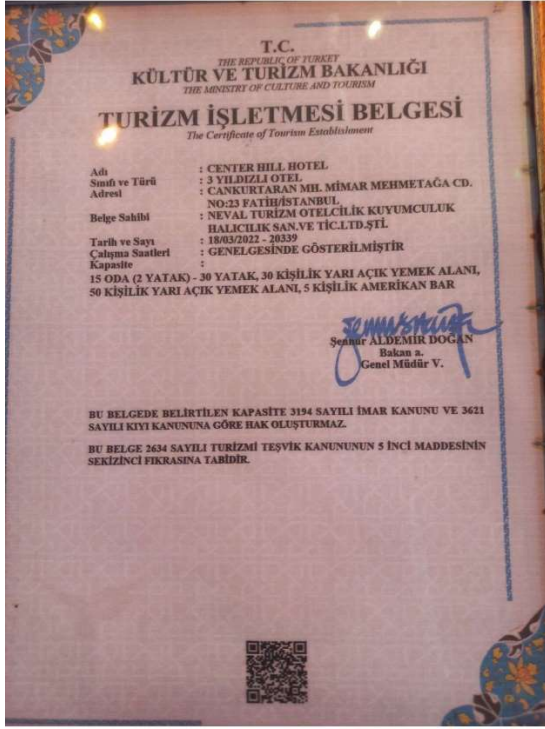 T.C.
THE REPUBLIC OF TURKEY
KÜLTÜR VE TURİZM BAKANLIĞI
THE MINISTRY OF CULTURE AND TOURISM
TURİZM İŞLETMESİ BELGESİ
The Certificate of Tourism Establishment
Adı : CENTER HILL HOTEL
Sınıfı ve Türü : 3 YILDIZLI OTEL
Adresi : CANKURTARAN MH. MİMAR MEHMETAĞA CD.
NO:23 FATİH/İSTANBUL
Belge Sahibi : NEVAL TURİZM OTELCİLİK KUYUMCULUK
HALICILIK SAN.VE TİC.LTD.ŞTİ.
Tarih ve Sayı : 18/03/2022 - 20339
Çalışma Saatleri : GENELGESİNDE GÖSTERİLMİŞTİR
Kapasite :
15 ODA (2 YATAK) - 30 YATAK, 30 KİŞİLİK YARI AÇIK YEMEK ALANI,
50 KİŞİLİK YARI AÇIK YEMEK ALANI, 5 KİŞİLİK AMERİKAN BAR
Şennur ALDEMİR DOĞAN
Bakan a.
Genel Müdür V.
BU BELGEDE BELİRTİLEN KAPASİTE 3194 SAYILI İMAR KANUNU VE 3621
SAYILI KIYI KANUNUNA GÖRE HAK OLUŞTURMAZ.
BU BELGE 2634 SAYILI TURİZMİ TEŞVİK KANUNUNUN 5 İNCİ MADDESİNİN
SEKİZİNCİ FIKRASINA TABİDİR.